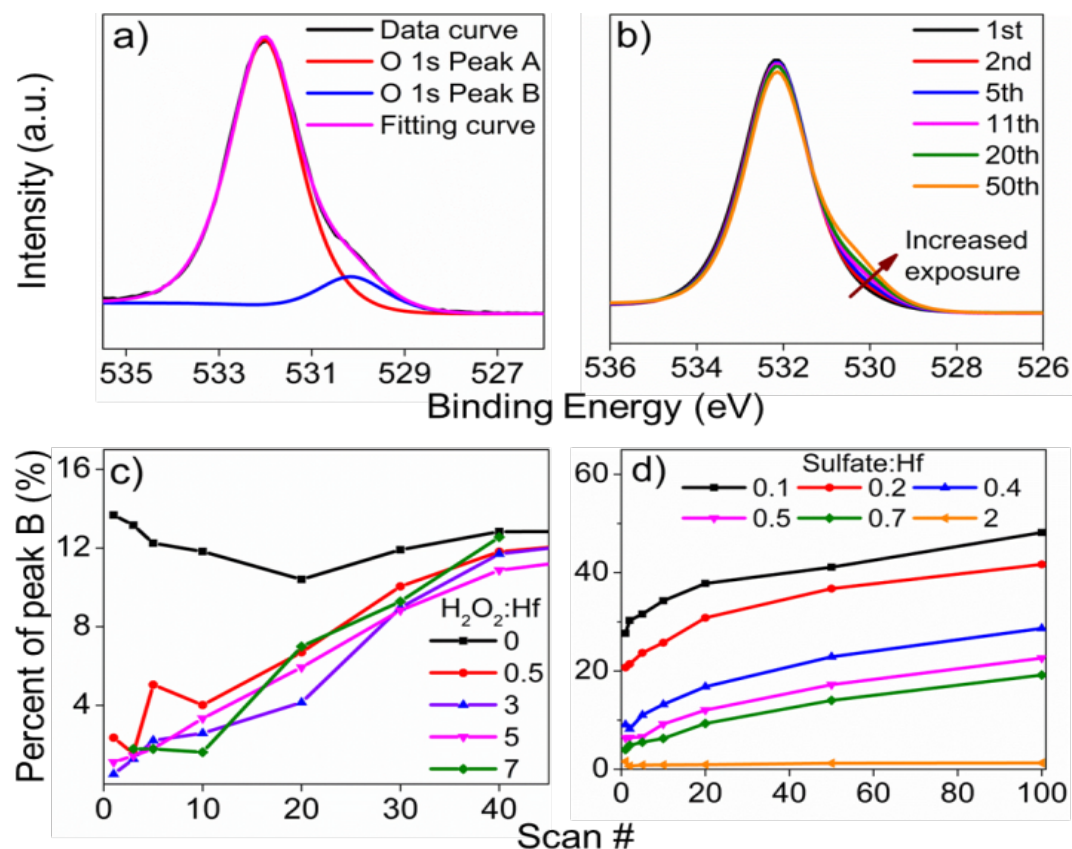 a)
Data curve
O 1s Peak A
O 1s Peak B
Fitting curve
b)
1st
2nd
5th
11th
20th
50th
Increased
exposure
Intensity (a.u.)
535 533 531 529 527
536 534 532 530 528 526
Binding Energy (eV)
c)
Percent of peak B (%)
16
12
8
4
H₂O₂:Hf
0
0.5
3
5
7
0 10 20 30 40
d)
Sulfate:Hf
0.1 0.2 0.4
0.5 0.7 2
60
40
20
0
0 20 40 60 80 100
Scan #